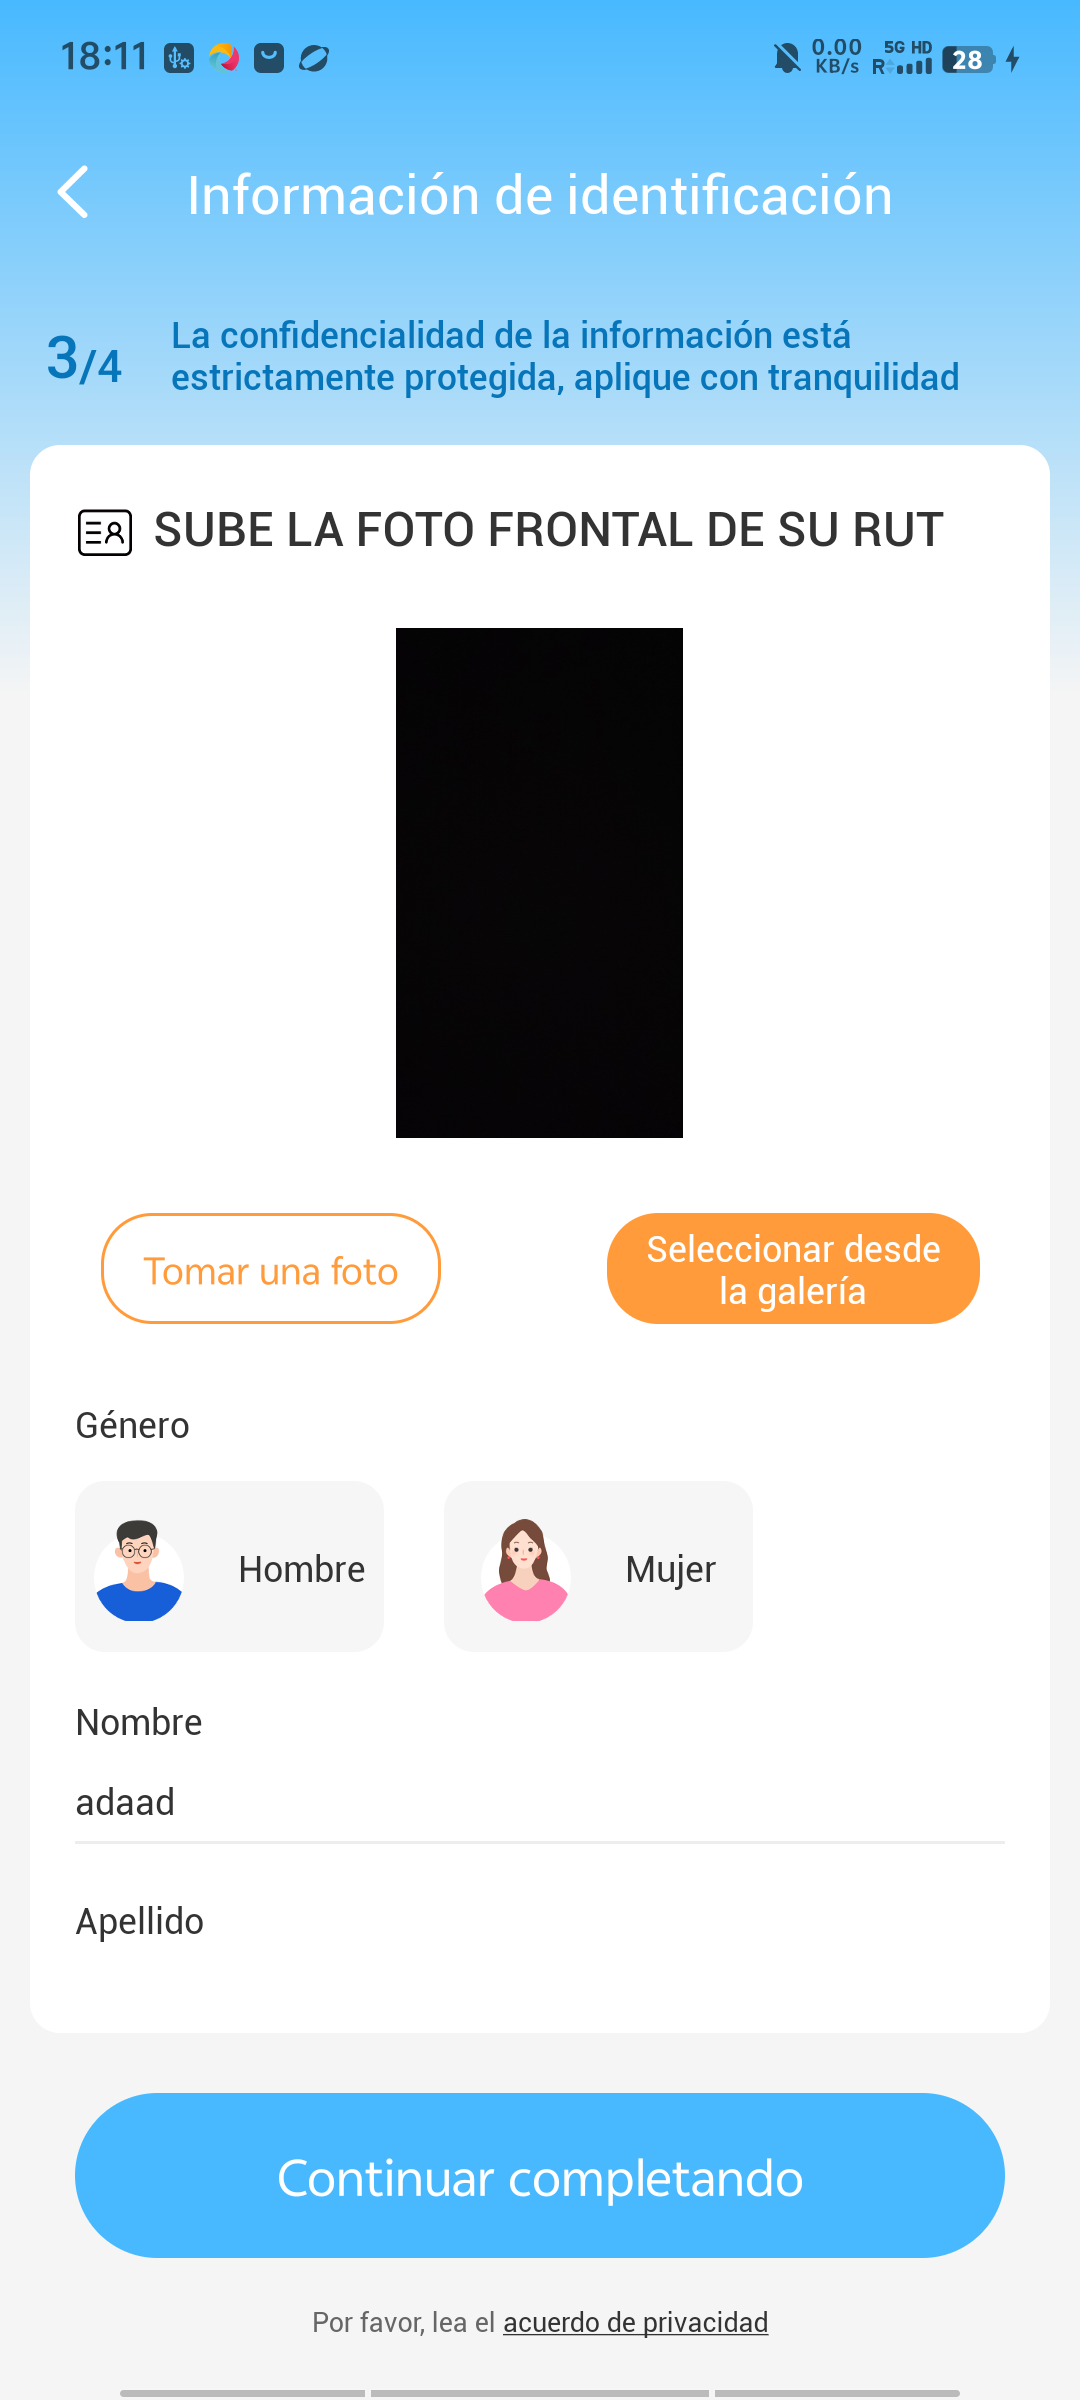 18:11
0.00
KB/s
5G HD
R
28
Información de identificación
3/4
La confidencialidad de la información está
estrictamente protegida, aplique con tranquilidad
SUBE LA FOTO FRONTAL DE SU RUT
Tomar una foto
Seleccionar desde
la galería
Género
Hombre
Mujer
Nombre
adaad
Apellido
Continuar completando
Por favor, lea el acuerdo de privacidad